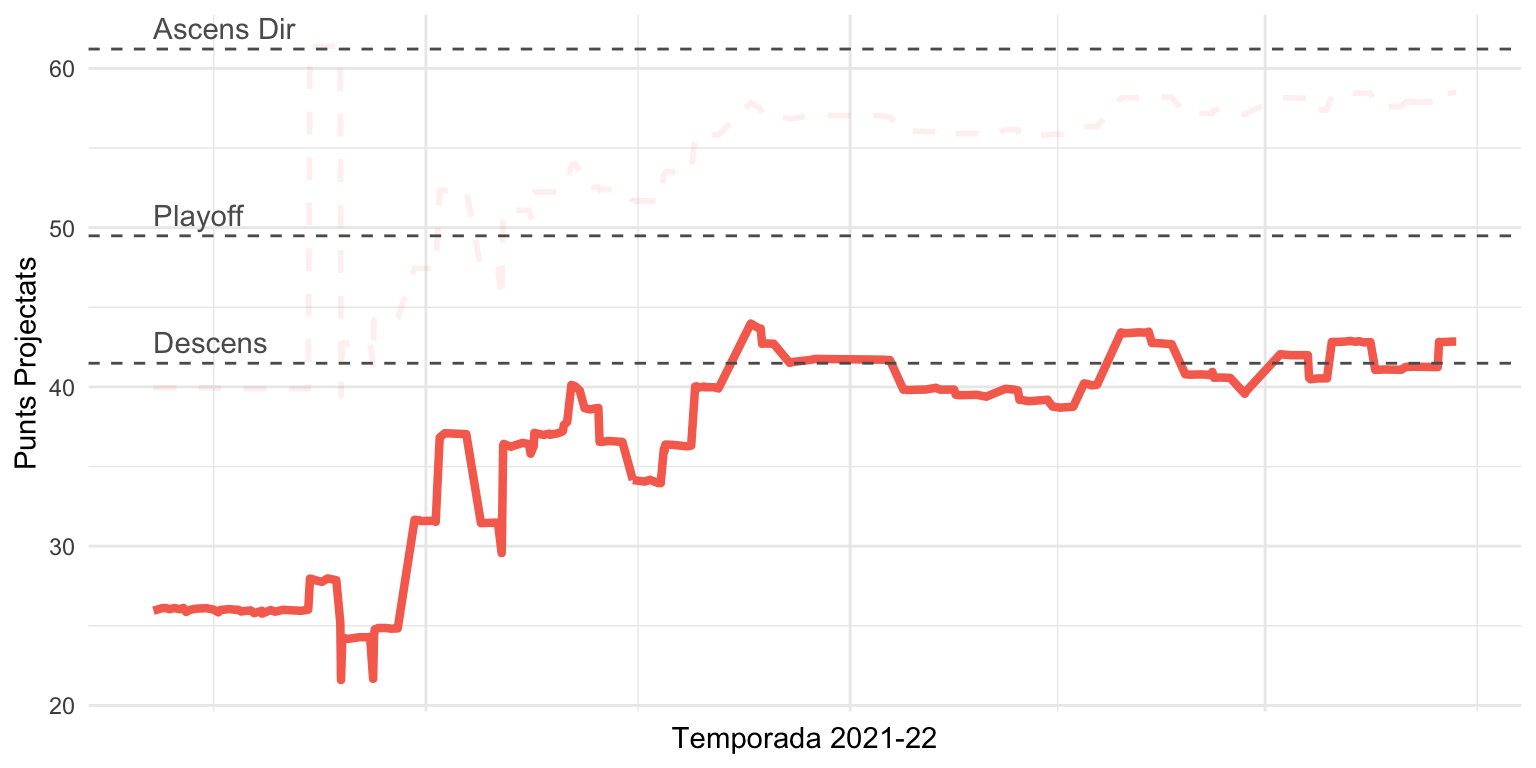 Ascens Dir
60
Playoff
50
Descens
40
30
20
Punts Projectats
Temporada 2021-22